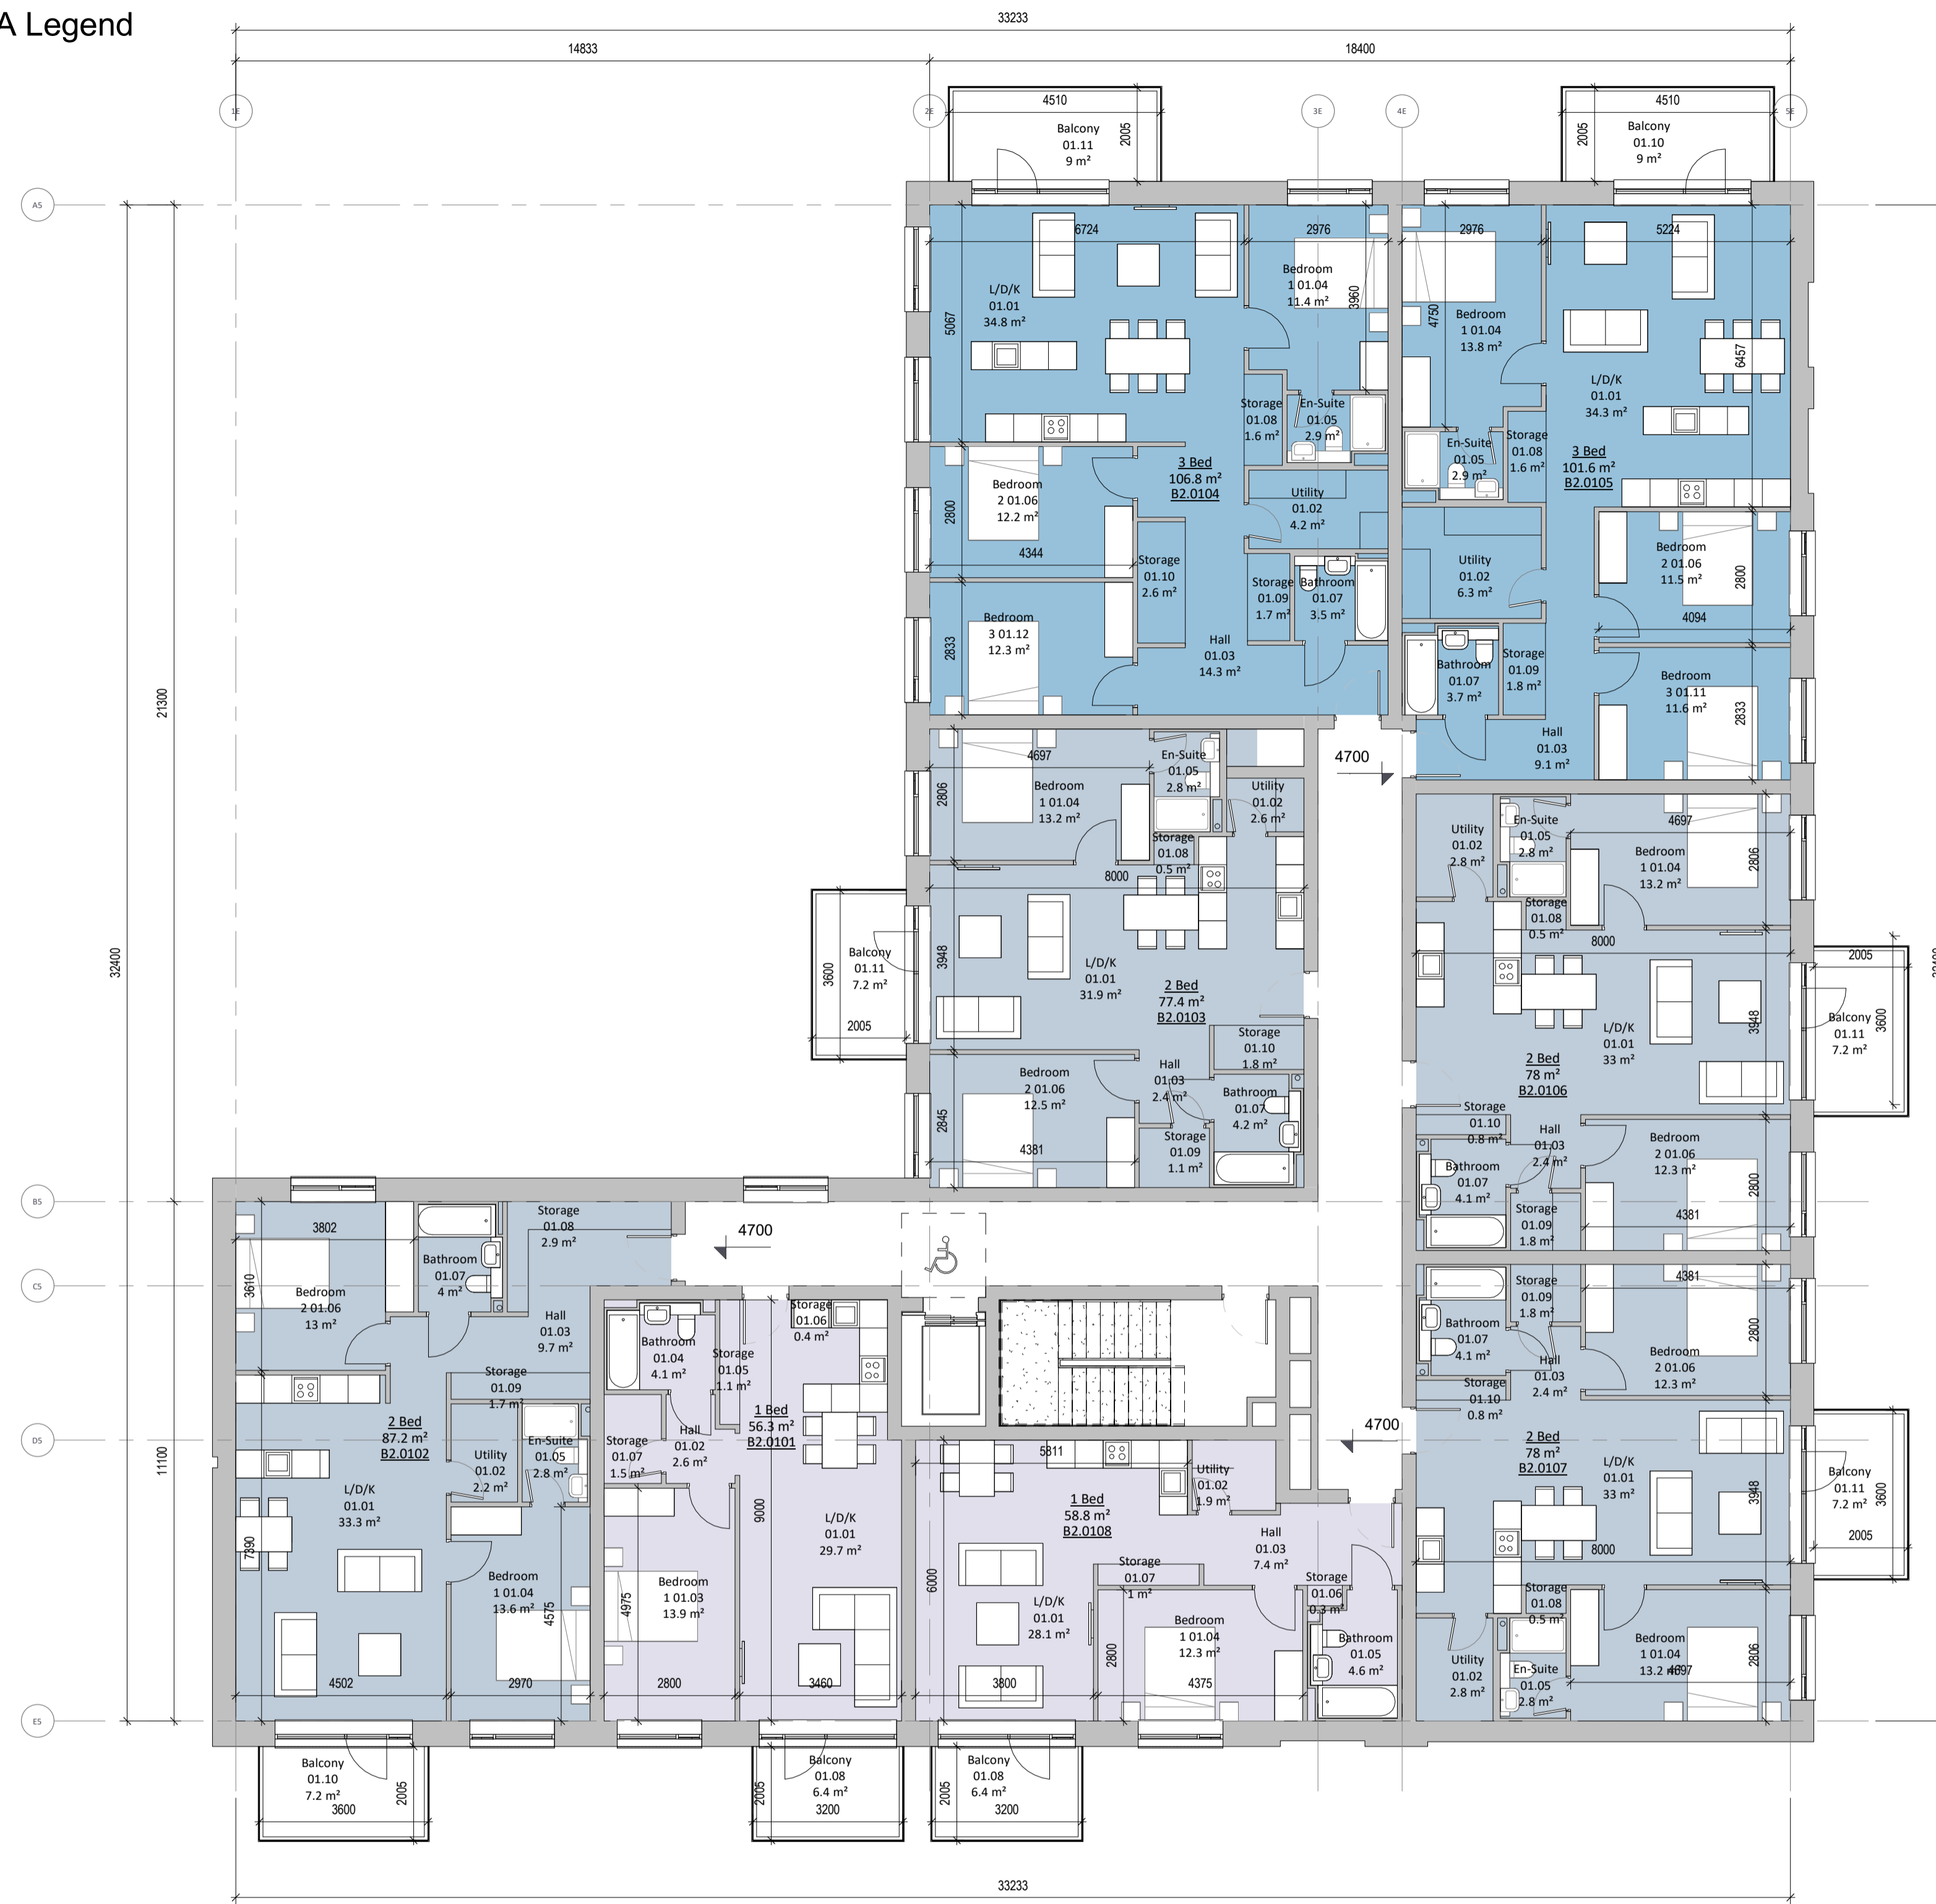 A Legend
33233
14833
18400
1E
2E
3E
4E
5E
4510
Balcony
01.11
9 m²
2005
4510
Balcony
01.10
9 m²
2005
A5
6724
2976
2976
5224
L/D/K
01.01
34.8 m²
5067
Bedroom
1 01.04
11.4 m²
3960
4750
Bedroom
1 01.04
13.8 m²
L/D/K
01.01
34.3 m²
6457
Storage
01.08
1.6 m²
En-Suite
01.05
2.9 m²
En-Suite
01.05
2.9 m²
Storage
01.08
1.6 m²
3 Bed
106.8 m²
B2.0104
3 Bed
101.6 m²
B2.0105
Bedroom
2 01.06
12.2 m²
2800
4344
Utility
01.02
4.2 m²
Utility
01.02
6.3 m²
Bedroom
2 01.06
11.5 m²
2800
4094
Storage
01.10
2.6 m²
Storage
01.09
1.7 m²
Bathroom
01.07
3.5 m²
Bedroom
3 01.12
12.3 m²
2833
Hall
01.03
14.3 m²
Bathroom
01.07
3.7 m²
Storage
01.09
1.8 m²
Bedroom
3 01.11
11.6 m²
2833
Hall
01.03
9.1 m²
21300
32400
4700
4697
2806
Bedroom
1 01.04
13.2 m²
En-Suite
01.05
2.8 m²
Utility
01.02
2.6 m²
Storage
01.08
0.5 m²
8000
Utility
01.02
2.8 m²
En-Suite
01.05
2.8 m²
4697
Bedroom
1 01.04
13.2 m²
2806
Storage
01.08
0.5 m²
8000
Balcony
01.11
7.2 m²
3600
2005
3948
L/D/K
01.01
31.9 m²
2 Bed
77.4 m²
B2.0103
2005
Balcony
01.11
7.2 m²
3600
3948
L/D/K
01.01
33 m²
2 Bed
78 m²
B2.0106
Storage
01.10
1.8 m²
Bedroom
2 01.06
12.5 m²
2845
4381
Hall
01.03
2.4 m²
Bathroom
01.07
4.2 m²
Storage
01.09
1.1 m²
Storage
01.10
0.8 m²
Hall
01.03
2.4 m²
Bedroom
2 01.06
12.3 m²
2800
4381
Bathroom
01.07
4.1 m²
Storage
01.09
1.8 m²
B5
3802
3610
Bedroom
2 01.06
13 m²
Bathroom
01.07
4 m²
Storage
01.08
2.9 m²
4700
C5
Hall
01.03
9.7 m²
Storage
01.09
1.7 m²
Bathroom
01.04
4.1 m²
Storage
01.05
1.1 m²
Storage
01.06
0.4 m²
4381
Storage
01.09
1.8 m²
Bathroom
01.07
4.1 m²
2800
Bedroom
2 01.06
12.3 m²
Hall
01.03
2.4 m²
Storage
01.10
0.8 m²
D5
11100
2 Bed
87.2 m²
B2.0102
Utility
01.02
2.2 m²
En-Suite
01.05
2.8 m²
Storage
01.07
1.5 m²
Hall
01.02
2.6 m²
1 Bed
56.3 m²
B2.0101
5811
4700
Utility
01.02
1.9 m²
1 Bed
58.8 m²
B2.0108
2 Bed
78 m²
B2.0107
L/D/K
01.01
33 m²
3948
Balcony
01.11
7.2 m²
3600
2005
8000
L/D/K
01.01
33.3 m²
7390
9000
L/D/K
01.01
29.7 m²
6000
Hall
01.03
7.4 m²
Storage
01.07
1 m²
Storage
01.06
0.3 m²
Storage
01.08
0.5 m²
Bedroom
1 01.04
13.6 m²
4575
4975
Bedroom
1 01.03
13.9 m²
L/D/K
01.01
28.1 m²
2800
Bedroom
1 01.04
12.3 m²
Bathroom
01.05
4.6 m²
Utility
01.02
2.8 m²
En-Suite
01.05
2.8 m²
Bedroom
1 01.04
13.2 m²
4697
2806
4502
2970
2800
3460
3800
4375
E5
Balcony
01.10
7.2 m²
3600
2005
2005
Balcony
01.08
6.4 m²
3200
2005
Balcony
01.08
6.4 m²
3200
33233